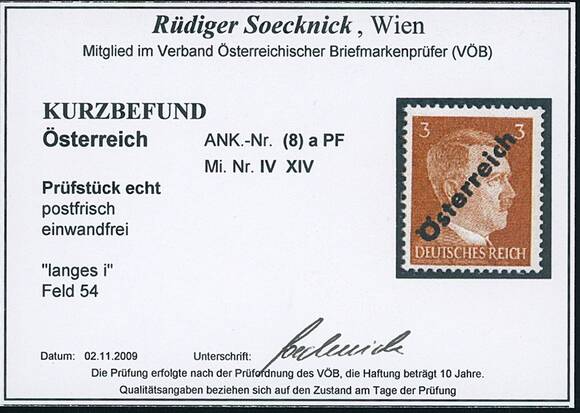 Rüdiger Soecknick, Wien
Mitglied im Verband Österreichischer Briefmarkenprüfer (VÖB)
KURZBEFUND
Österreich ANK.-Nr. (8) a PF
Mi. Nr. IV XIV
Prüfstück echt
postfrisch
einwandfrei
"langes i"
Feld 54
3 3
Österreich
DEUTSCHES REICH
Datum: 02.11.2009 Unterschrift: Soecknick
Die Prüfung erfolgte nach der Prüfordnung des VÖB, die Haftung beträgt 10 Jahre.
Qualitätsangaben beziehen sich auf den Zustand am Tage der Prüfung